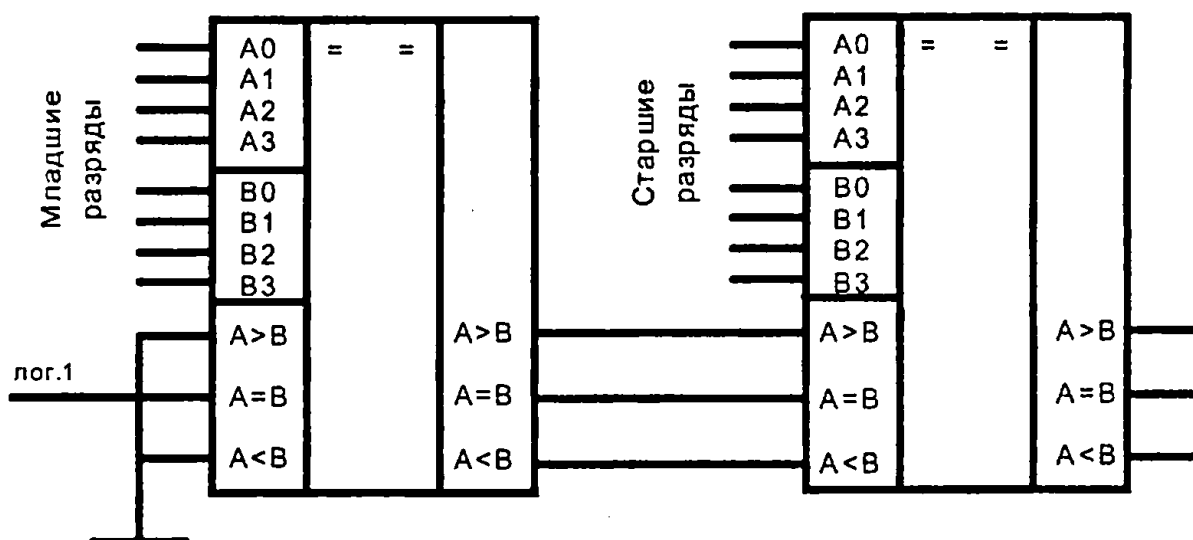 Младшие
разряды
A0
A1
A2
A3
B0
B1
B2
B3
A>B
A=B
A<B
= =
A>B
A=B
A<B
лог.1
Старшие
разряды
A0
A1
A2
A3
B0
B1
B2
B3
A>B
A=B
A<B
= =
A>B
A=B
A<B